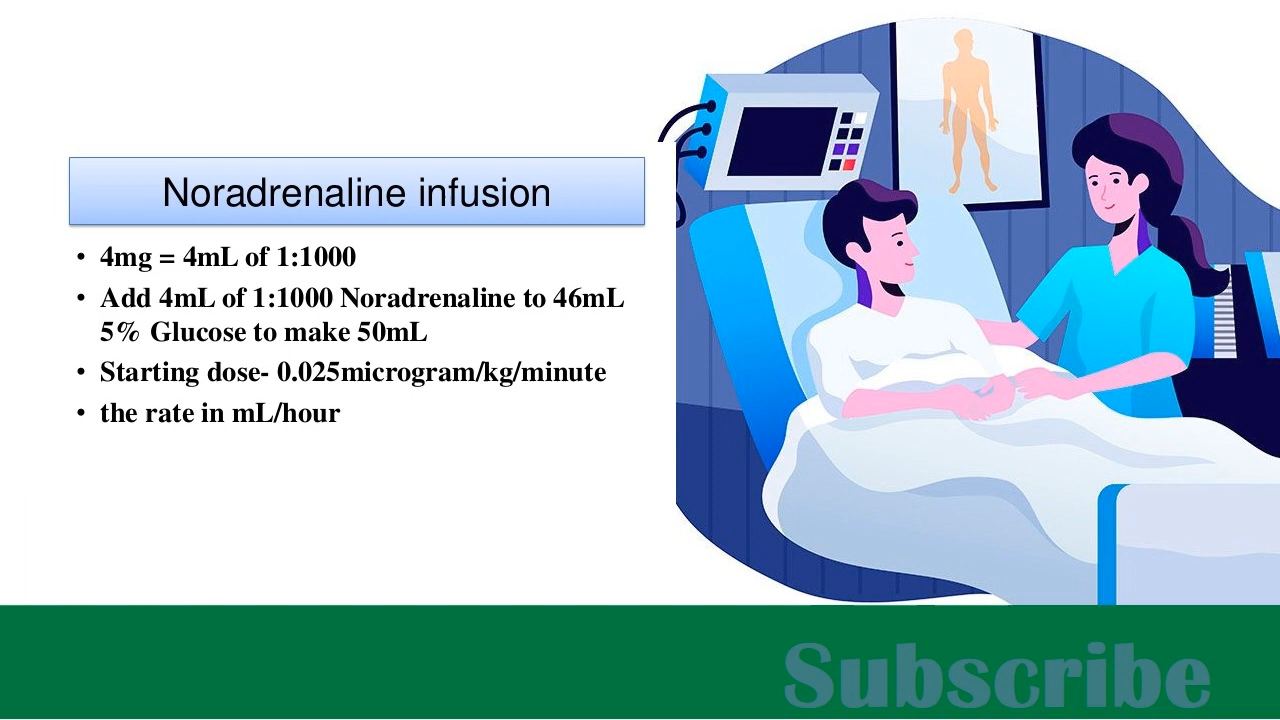 Noradrenaline infusion
• 4mg = 4mL of 1:1000
• Add 4mL of 1:1000 Noradrenaline to 46mL
5% Glucose to make 50mL
• Starting dose- 0.025microgram/kg/minute
• the rate in mL/hour
Subscribe